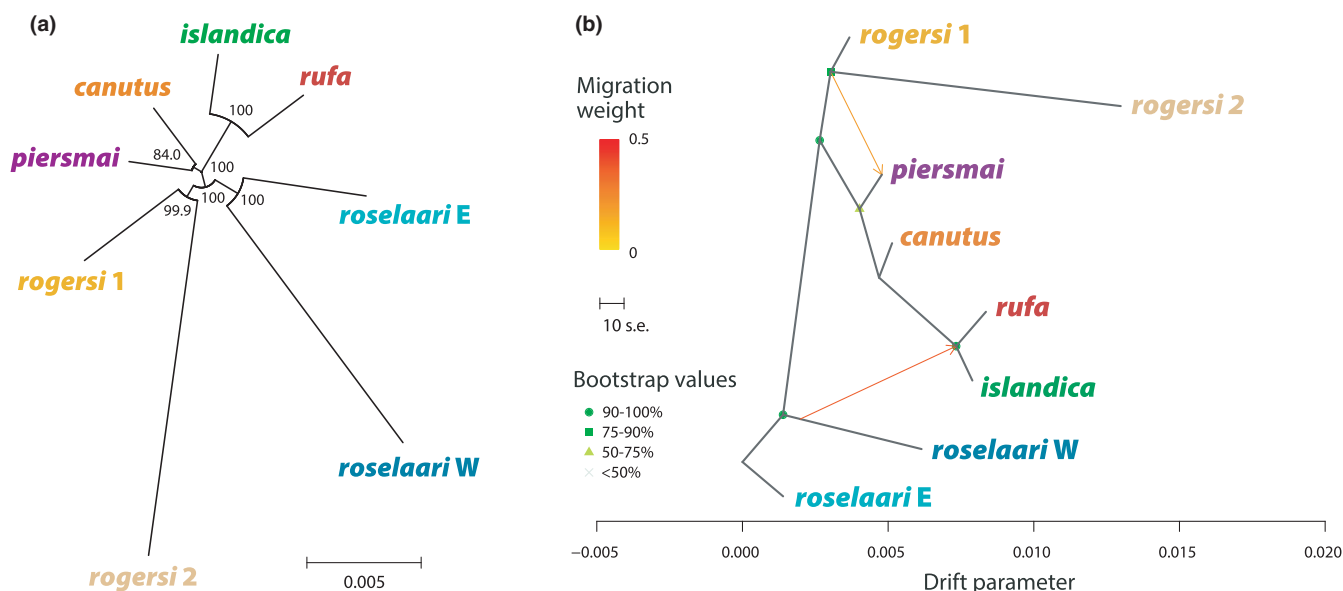 (a)
islandica
rufa
canutus
100
84.0
100
piersmai
100
100
99.9
roselaari E
rogersi 1
roselaari W
rogersi 2
0.005
(b)
rogersi 1
Migration
weight
rogersi 2
0.5
piersmai
canutus
0
rufa
10 s.e.
Bootstrap values
islandica
90-100%
75-90%
50-75%
<50%
roselaari W
roselaari E
−0.005
0.000
0.005
0.010
0.015
0.020
Drift parameter